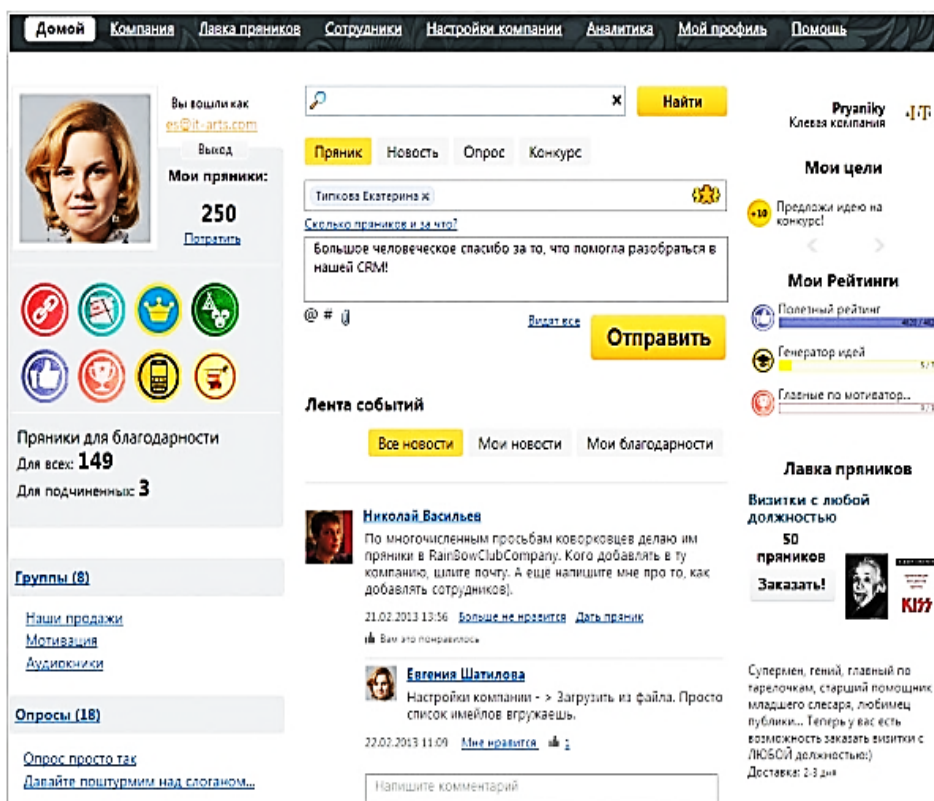 Домой Компания Лавка пряников Сотрудники Настройки компании Аналитика Мой профиль Помощь
Вы вошли как
es@it-arts.com
Выход
Мои пряники:
250
Потратить
Пряники для благодарности
Для всех: 149
Для подчиненных: 3
Группы (8)
Наши продажи
Мотивация
Аудиокниги
Опросы (18)
Опрос просто так
Давайте поштурмим над слоганом...
Найти
Пряник Новость Опрос Конкурс
Типкова Екатерина x
Сколько пряников и за что?
Большое человеческое спасибо за то, что помогла разобраться в
нашей CRM!
@ #
Видят все
Отправить
Лента событий
Все новости Мои новости Мои благодарности
Николай Васильев
По многочисленным просьбам коворковцев делаю им
пряники в RainBowClubCompany. Кого добавлять в ту
компанию, шлите почту. А еще напишите мне про то, как
добавлять сотрудников).
21.02.2013 13:56 Больше не нравится Дать пряник
Вам это понравилось
Евгения Шатилова
Настройки компании - > Загрузить из файла. Просто
список имейлов вгружаешь.
22.02.2013 11:09 Мне нравится 1
Напишите комментарий
Pryaniky
Клевая компания
Мои цели
+10 Предложи идею на
конкурс!
Мои Рейтинги
Полезный рейтинг
Генератор идей
Главные по мотиватор...
Лавка пряников
Визитки с любой
должностью
50
пряников
Заказать!
KISS
Супермен, гений, главный по
тарелочкам, старший помощник
младшего слесаря, любимец
публики... Теперь у вас есть
возможность заказать визитки с
ЛЮБОЙ должностью:)
Доставка: 2-3 дня